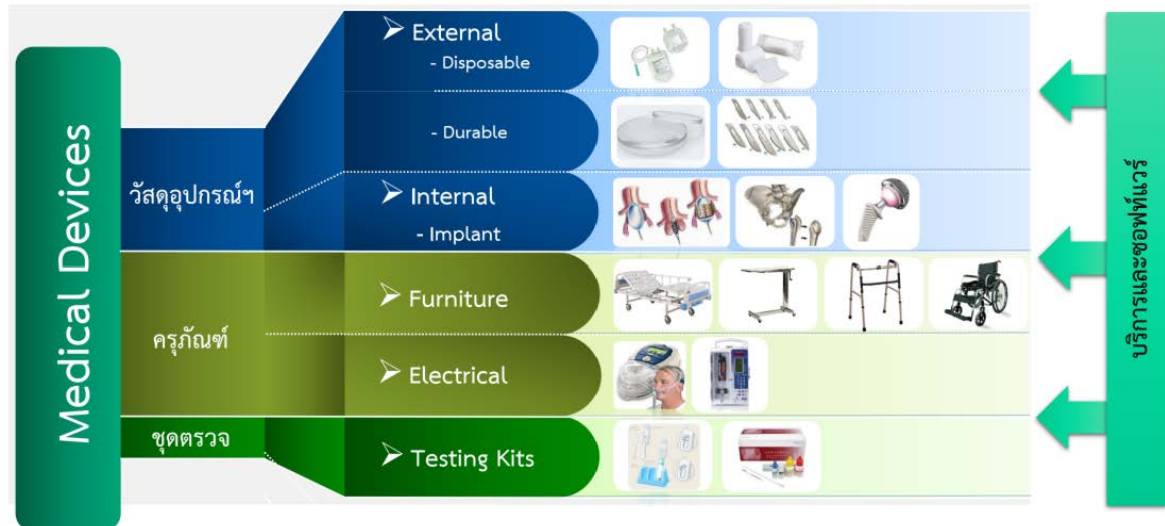 Medical Devices
วัสดุอุปกรณ์ฯ
ครุภัณฑ์
ชุดตรวจ
External
- Disposable
- Durable
Internal
- Implant
Furniture
Electrical
Testing Kits
บริการและซอฟท์แวร์